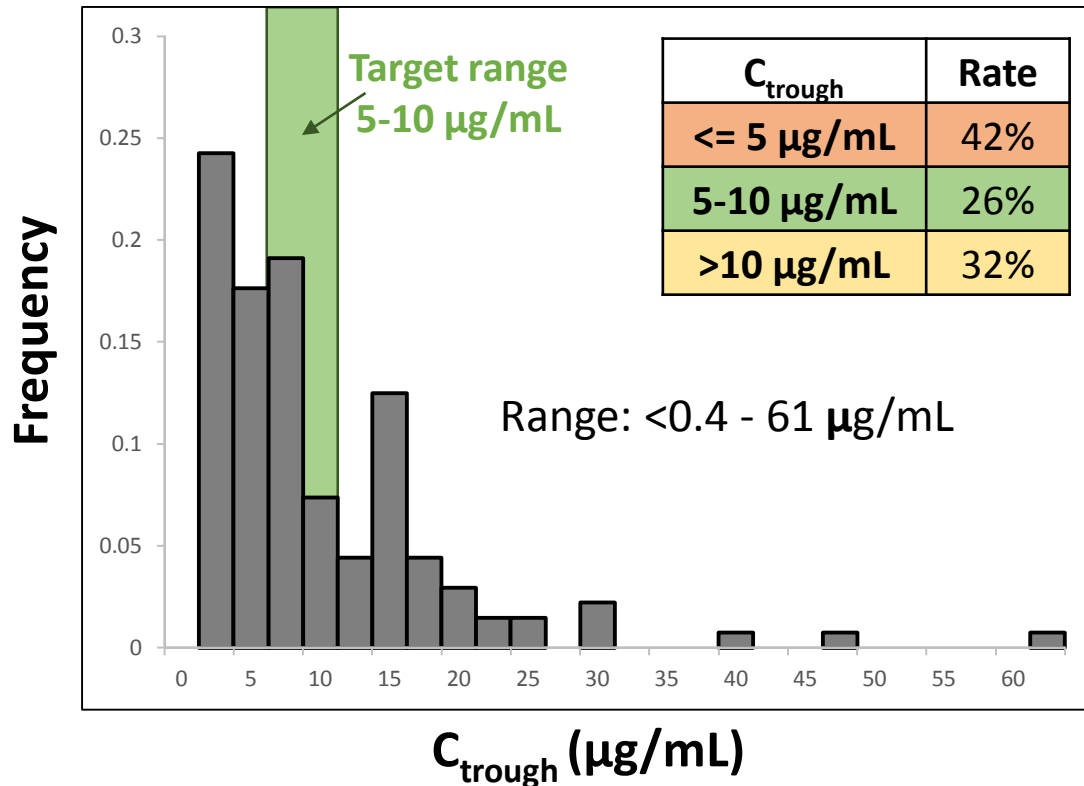 Frequency
0.3
0.25
0.2
0.15
0.1
0.05
0
Target range
5-10 µg/mL
Ctrough Rate
<= 5 µg/mL 42%
5-10 µg/mL 26%
>10 µg/mL 32%
Range: <0.4 - 61 µg/mL
0 5 10 15 20 25 30 35 40 45 50 55 60
Ctrough (µg/mL)